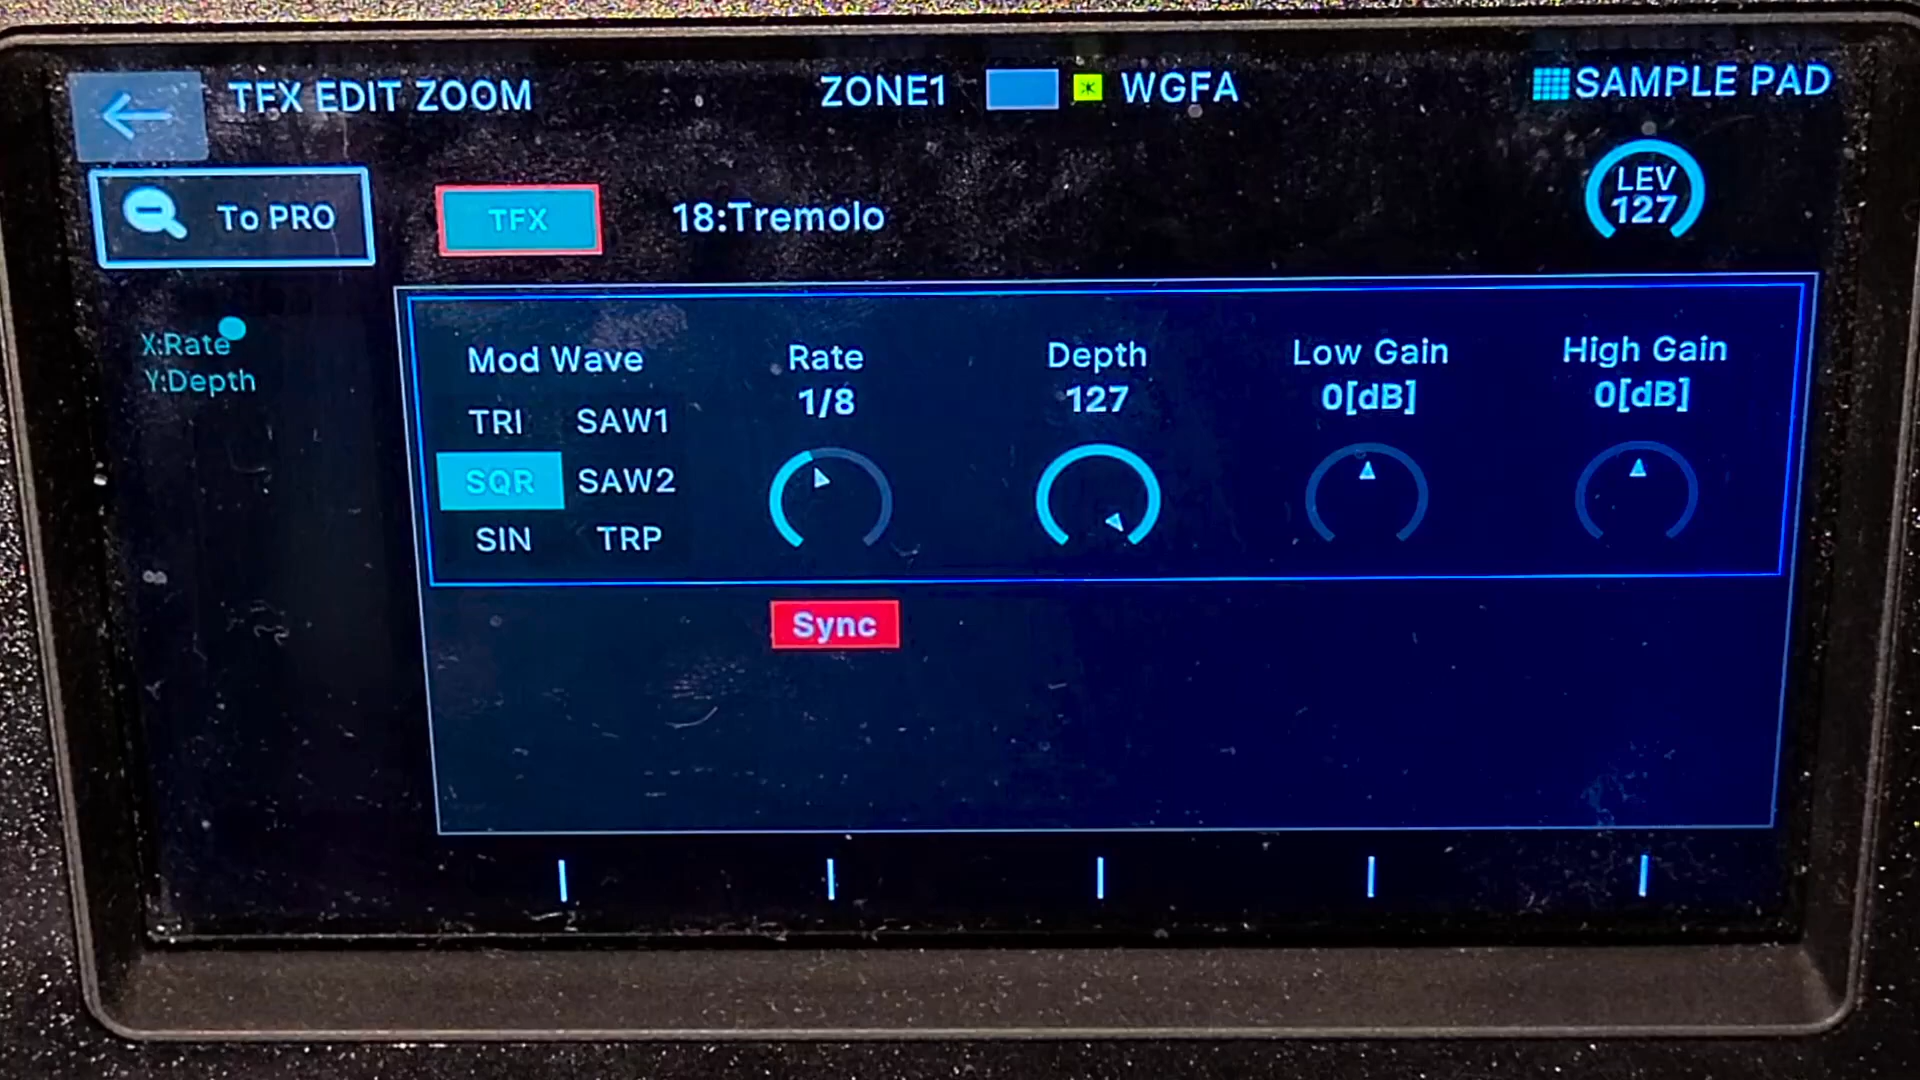 TFX EDIT ZOOM
ZONE1
WGFA
SAMPLE PAD
To PRO
TFX
18:Tremolo
LEV
127
X:Rate
Y:Depth
Mod Wave
TRI SAW1
SQR SAW2
SIN TRP
Rate
1/8
Depth
127
Low Gain
0[dB]
High Gain
0[dB]
Sync